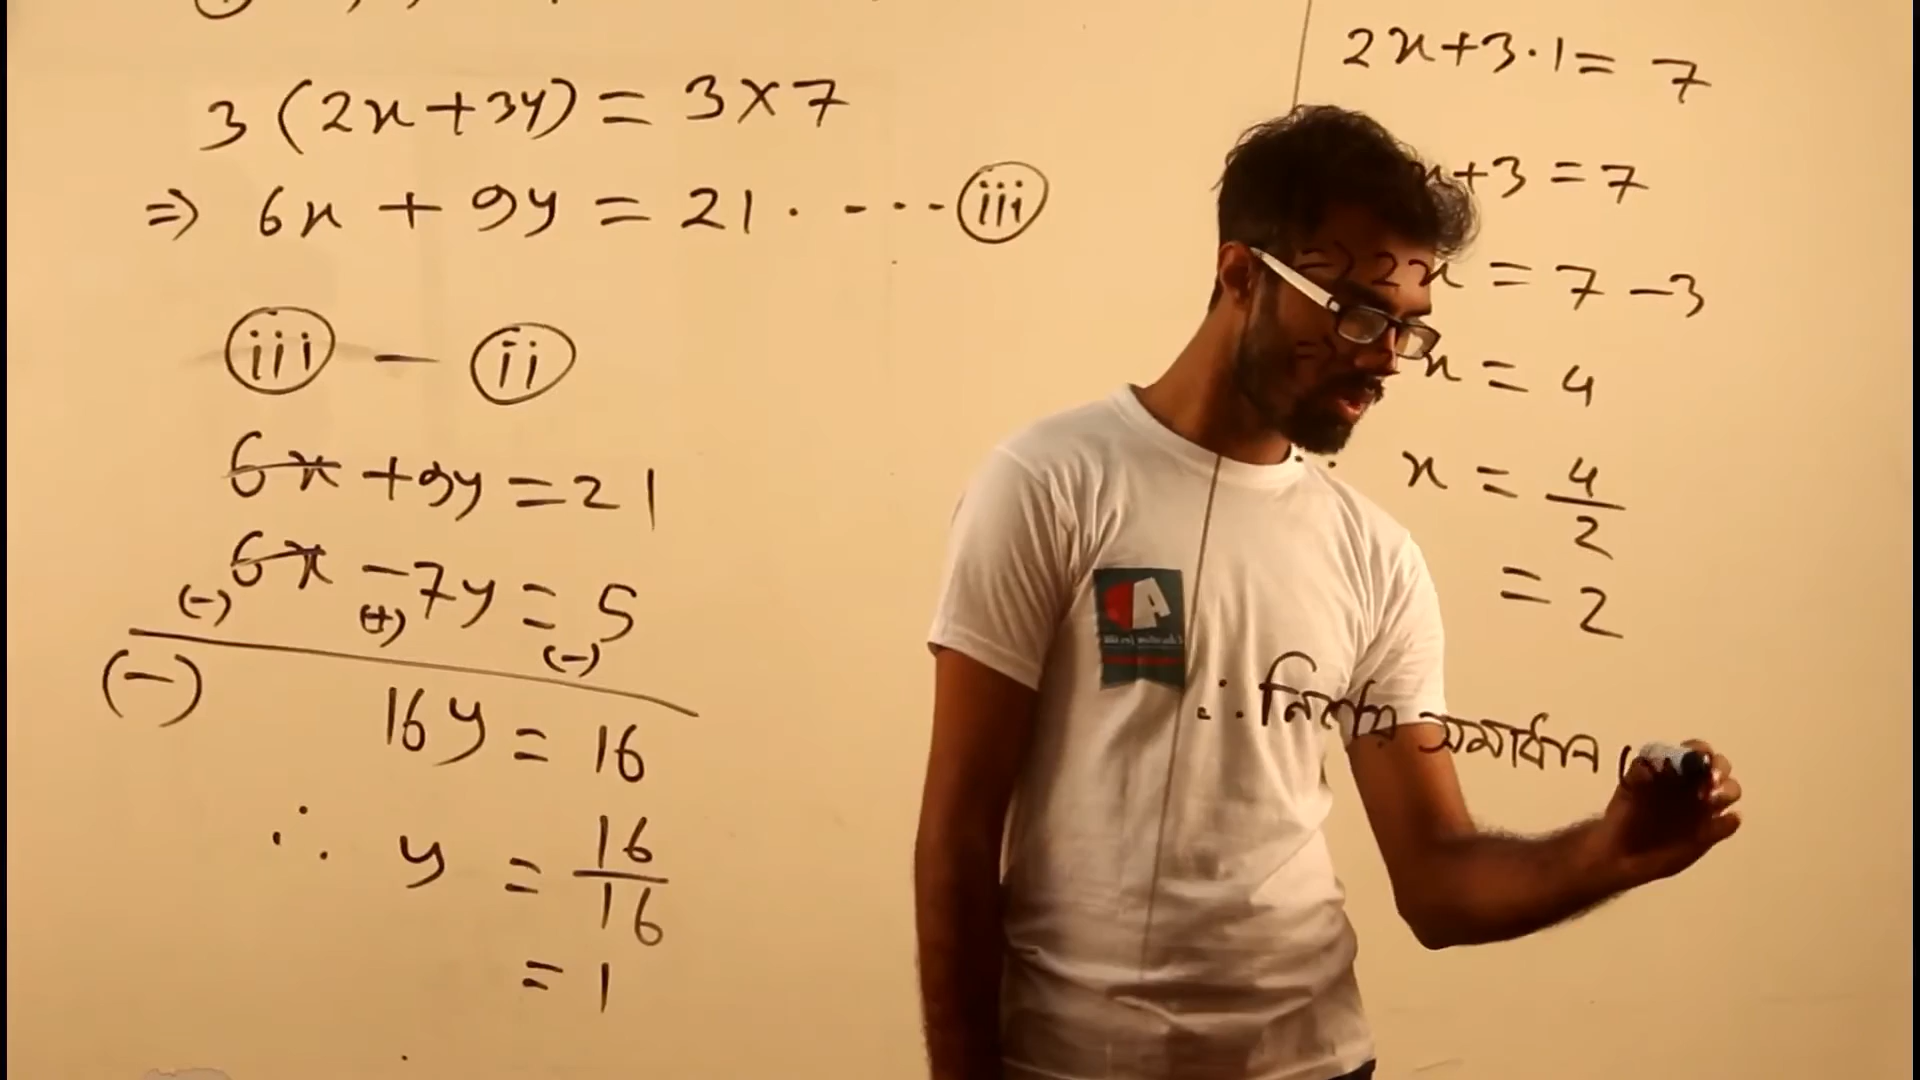 3 (2x + 3y) = 3 × 7
⇒ 6x + 9y = 21 . - - - (iii)
(iii) - (ii)
6x + 9y = 21
6x - 7y = 5
(-) (+) (-)
(-)
16y = 16
∴ y = 16/16
= 1
2x + 3·1 = 7
x + 3 = 7
⇒ 2x = 7 - 3
x = 4
x = 4/2
= 2
∴ নির্ণেয় সমাধান